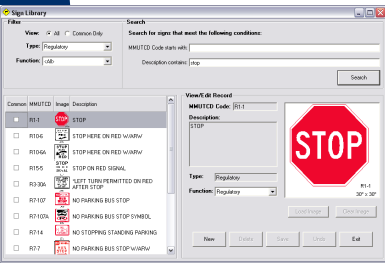 Sign Library
Filter
View: All Common Only
Type: Regulatory
Function: <All>
Search
Search for signs that meet the following conditions:
MMUTCD Code starts with:
Description contains: stop
Search
Common MMUTCD Image Description
R1-1 STOP STOP
R10-6 STOP HERE ON RED W/ARW
R10-6A STOP HERE ON RED W/ARW
R15-5 STOP ON RED SIGNAL
R3-30A "LEFT TURN PERMITTED ON RED AFTER STOP
R7-107 NO PARKING BUS STOP
R7-107A NO PARKING BUS STOP SYMBOL
R7-14 NO STOPPING STANDING PARKING
R7-7 NO PARKING BUS STOP W/ARW
View/Edit Record
MMUTCD Code: R1-1
Description:
STOP
Type: Regulatory
Function: Regulatory
STOP
R1-1
30" x 30"
Load Image Clear Image
New Delete Save Undo Exit